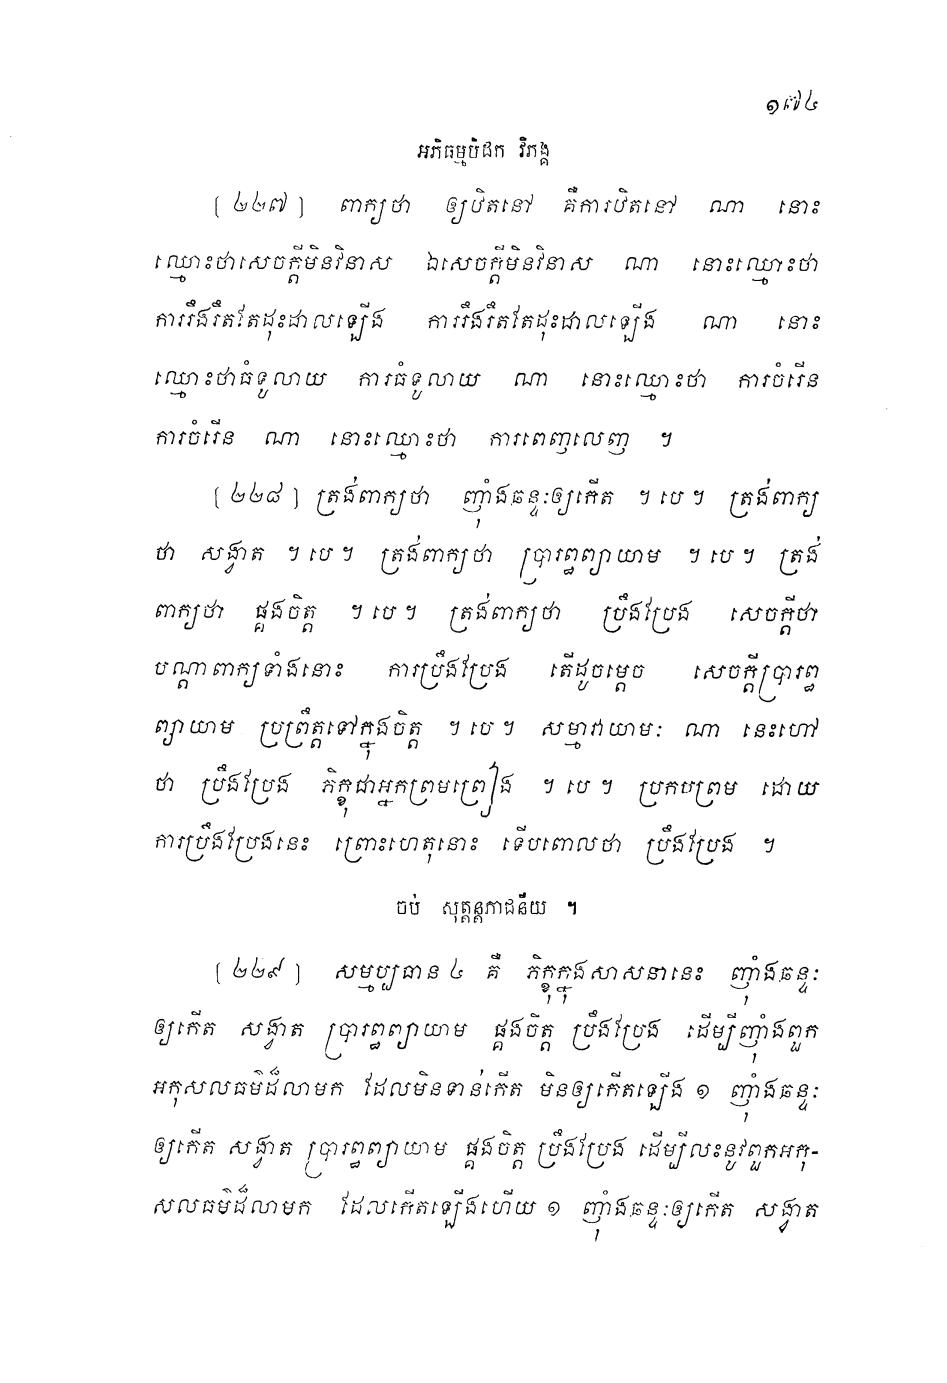 ១៧៤
អភិធម្មបិដក វិភង្គ
[ ២២៧ ] ពាក្យថា ឲ្យឋិតនៅ គឺការឋិតនៅ ណា នោះ
ឈ្មោះថាសេចក្តីមិនវិនាស ឯសេចក្តីមិនវិនាស ណា នោះឈ្មោះថា
ការរឹងរឹតតែដុះដាលឡើង ការរឹងរឹតតែដុះដាលឡើង ណា នោះ
ឈ្មោះថាធំទូលាយ ការធំទូលាយ ណា នោះឈ្មោះថា ការចំរើន
ការចំរើន ណា នោះឈ្មោះថា ការពេញលេញ ។
[ ២២៨ ] ត្រង់ពាក្យថា ញ៉ាំងឆន្ទៈឲ្យកើត ។ បេ ។ ត្រង់ពាក្យ
ថា សង្វាត ។ បេ ។ ត្រង់ពាក្យថា ប្រារព្ធព្យាយាម ។ បេ ។ ត្រង់
ពាក្យថា ផ្គងចិត្ត ។ បេ ។ ត្រង់ពាក្យថា ប្រឹងប្រែង សេចក្តីថា
បណ្តាពាក្យទាំងនោះ ការប្រឹងប្រែង តើដូចម្តេច សេចក្តីប្រារព្ធ
ព្យាយាម ប្រព្រឹត្តទៅក្នុងចិត្ត ។ បេ ។ សម្មាវាយាមៈ ណា នេះហៅ
ថា ប្រឹងប្រែង ភិក្ខុជាអ្នកព្រមព្រៀង ។ បេ ។ ប្រកបព្រម ដោយ
ការប្រឹងប្រែងនេះ ព្រោះហេតុនោះ ទើបពោលថា ប្រឹងប្រែង ។
ចប់ សុត្តន្តភាជនីយ ។
[ ២២៩ ] សម្មប្បធាន ៤ គឺ ភិក្ខុក្នុងសាសនានេះ ញ៉ាំងឆន្ទៈ
ឲ្យកើត សង្វាត ប្រារព្ធព្យាយាម ផ្គងចិត្ត ប្រឹងប្រែង ដើម្បីញ៉ាំងពួក
អកុសលធម៌ដ៏លាមក ដែលមិនទាន់កើត មិនឲ្យកើតឡើង ១ ញ៉ាំងឆន្ទៈ
ឲ្យកើត សង្វាត ប្រារព្ធព្យាយាម ផ្គងចិត្ត ប្រឹងប្រែង ដើម្បីលះនូវពួកអកុ-
សលធម៌ដ៏លាមក ដែលកើតឡើងហើយ ១ ញ៉ាំងឆន្ទៈឲ្យកើត សង្វាត